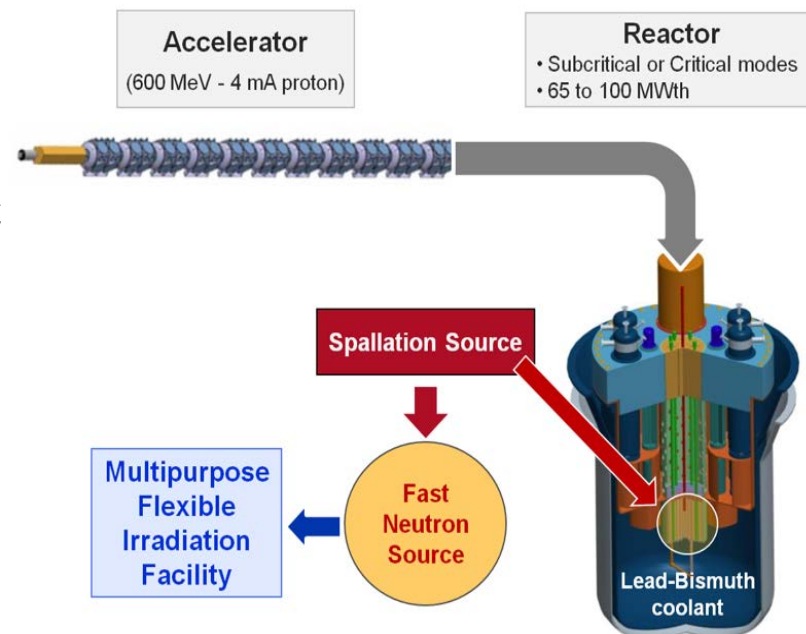 Accelerator
(600 MeV - 4 mA proton)
Reactor
• Subcritical or Critical modes
• 65 to 100 MWth
Spallation Source
Multipurpose
Flexible
Irradiation
Facility
Fast
Neutron
Source
Lead-Bismuth
coolant